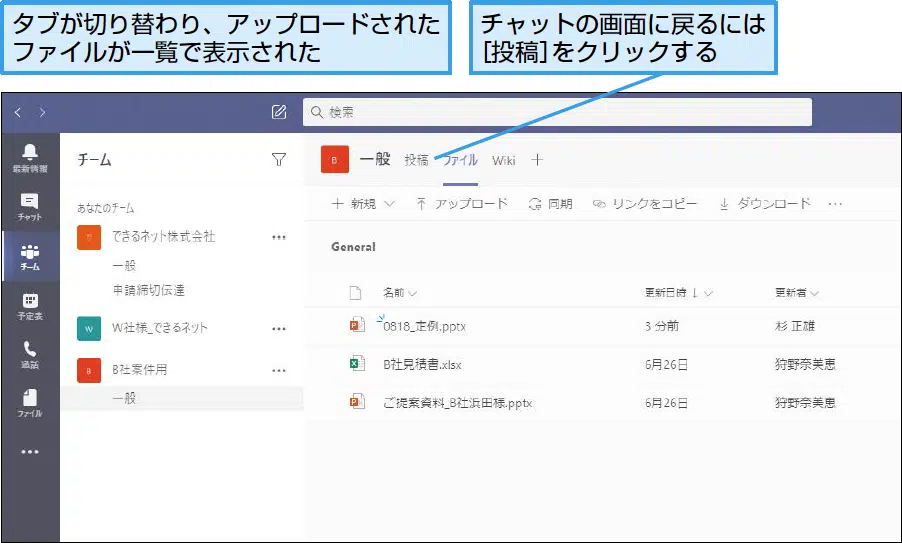 タブが切り替わり、アップロードされた
ファイルが一覧で表示された
チャットの画面に戻るには
[投稿]をクリックする
検索
最新情報
チャット
チーム
予定表
通話
ファイル
チーム
あなたのチーム
できるネット株式会社
一般
申請締切伝達
W W社様_できるネット
B B社案件用
一般
B 一般 投稿 ファイル Wiki
新規 アップロード 同期 リンクをコピー ダウンロード
General
名前 更新日時 更新者
0818_定例.pptx 3 分前 杉 正雄
B社見積書.xlsx 6月26日 狩野奈美恵
ご提案資料_B社浜田様.pptx 6月26日 狩野奈美恵